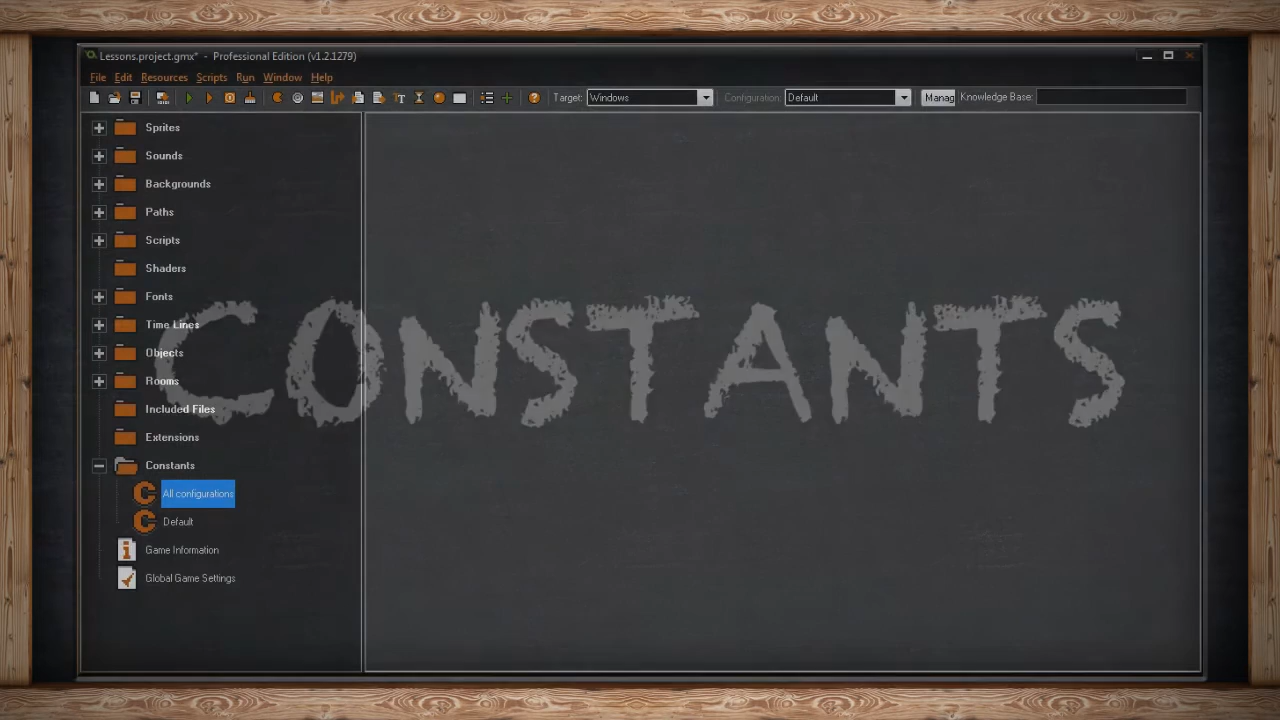 Lessons.project.gmx* - Professional Edition (v1.2.1279)
File Edit Resources Scripts Run Window Help
Target: Windows Configuration: Default Manag Knowledge Base:
Sprites
Sounds
Backgrounds
Paths
Scripts
Shaders
Fonts
Time Lines
Objects
Rooms
Included Files
Extensions
Constants
All configurations
Default
Game Information
Global Game Settings
CONSTANTS